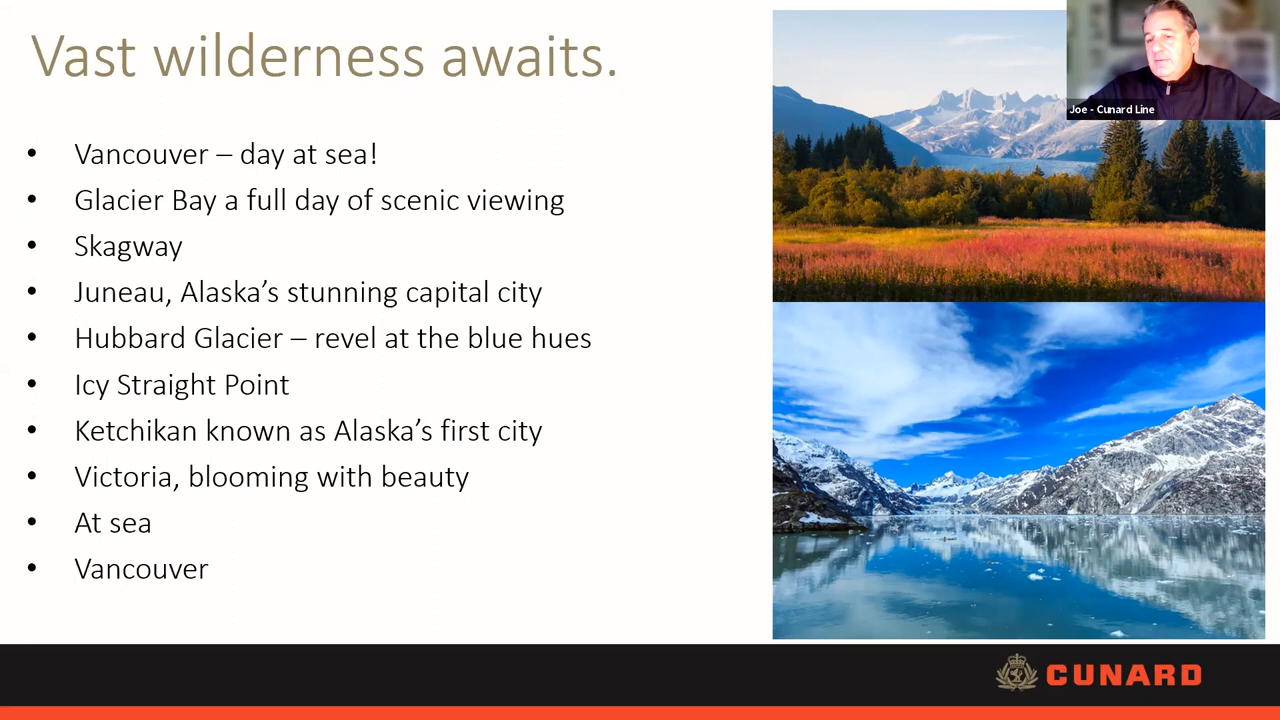 Vast wilderness awaits.
Joe - Cunard Line
• Vancouver – day at sea!
• Glacier Bay a full day of scenic viewing
• Skagway
• Juneau, Alaska’s stunning capital city
• Hubbard Glacier – revel at the blue hues
• Icy Straight Point
• Ketchikan known as Alaska’s first city
• Victoria, blooming with beauty
• At sea
• Vancouver
CUNARD